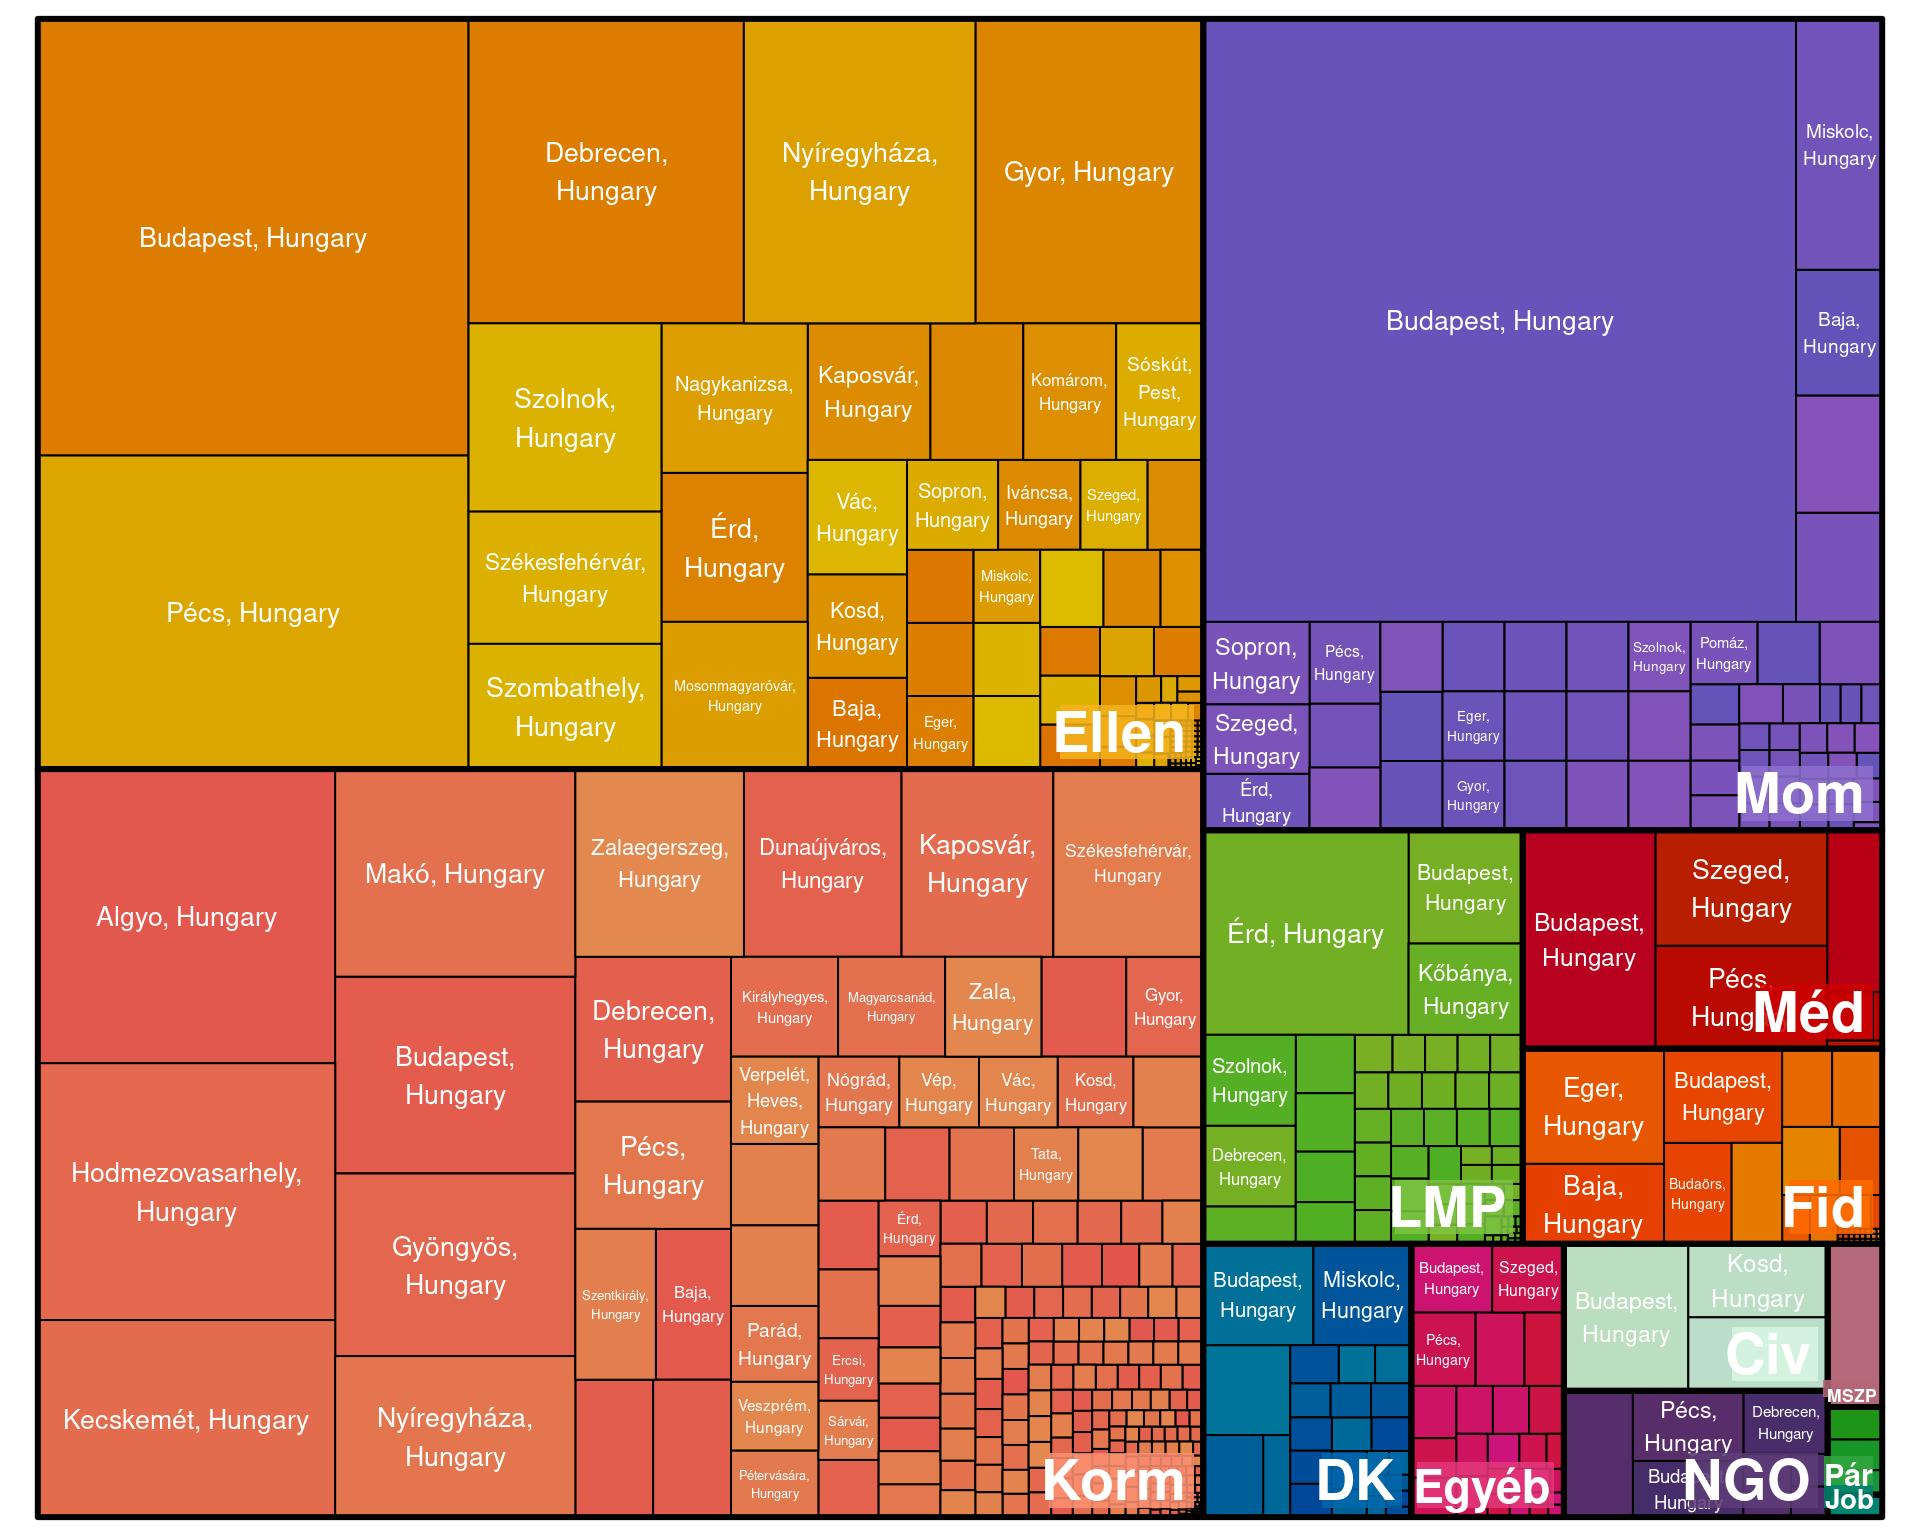 Budapest, Hungary
Debrecen,
Hungary
Nyíregyháza,
Hungary
Gyor, Hungary
Pécs, Hungary
Szolnok,
Hungary
Székesfehérvár,
Hungary
Szombathely,
Hungary
Nagykanizsa,
Hungary
Érd,
Hungary
Mosonmagyaróvár,
Hungary
Kaposvár,
Hungary
Komárom,
Hungary
Sóskút,
Pest,
Hungary
Vác,
Hungary
Kosd,
Hungary
Baja,
Hungary
Sopron,
Hungary
Iváncsa,
Hungary
Szeged,
Hungary
Miskolc,
Hungary
Eger,
Hungary
Ellen
Budapest, Hungary
Miskolc,
Hungary
Baja,
Hungary
Sopron,
Hungary
Szeged,
Hungary
Érd,
Hungary
Pécs,
Hungary
Eger,
Hungary
Gyor,
Hungary
Szolnok,
Hungary
Pomáz,
Hungary
Mom
Algyo, Hungary
Hodmezovasarhely,
Hungary
Kecskemét, Hungary
Makó, Hungary
Budapest,
Hungary
Gyöngyös,
Hungary
Nyíregyháza,
Hungary
Zalaegerszeg,
Hungary
Dunaújváros,
Hungary
Kaposvár,
Hungary
Székesfehérvár,
Hungary
Debrecen,
Hungary
Pécs,
Hungary
Szentkirály,
Hungary
Baja,
Hungary
Királyhegyes,
Hungary
Magyarcsanád,
Hungary
Zala,
Hungary
Gyor,
Hungary
Verpelét,
Heves,
Hungary
Nógrád,
Hungary
Vép,
Hungary
Vác,
Hungary
Kosd,
Hungary
Tata,
Hungary
Érd,
Hungary
Parád,
Hungary
Ercsi,
Hungary
Veszprém,
Hungary
Sárvár,
Hungary
Pétervására,
Hungary
Korm
Érd, Hungary
Budapest,
Hungary
Kőbánya,
Hungary
Szolnok,
Hungary
Debrecen,
Hungary
LMP
Budapest,
Hungary
Szeged,
Hungary
Pécs,
Hungary
Méd
Eger,
Hungary
Baja,
Hungary
Budapest,
Hungary
Budaörs,
Hungary
Fid
Budapest,
Hungary
Miskolc,
Hungary
DK
Budapest,
Hungary
Szeged,
Hungary
Pécs,
Hungary
Egyéb
Budapest,
Hungary
Kosd,
Hungary
Civ
MSZP
Pécs,
Hungary
Debrecen,
Hungary
Hungary
NGO
Pár
Job